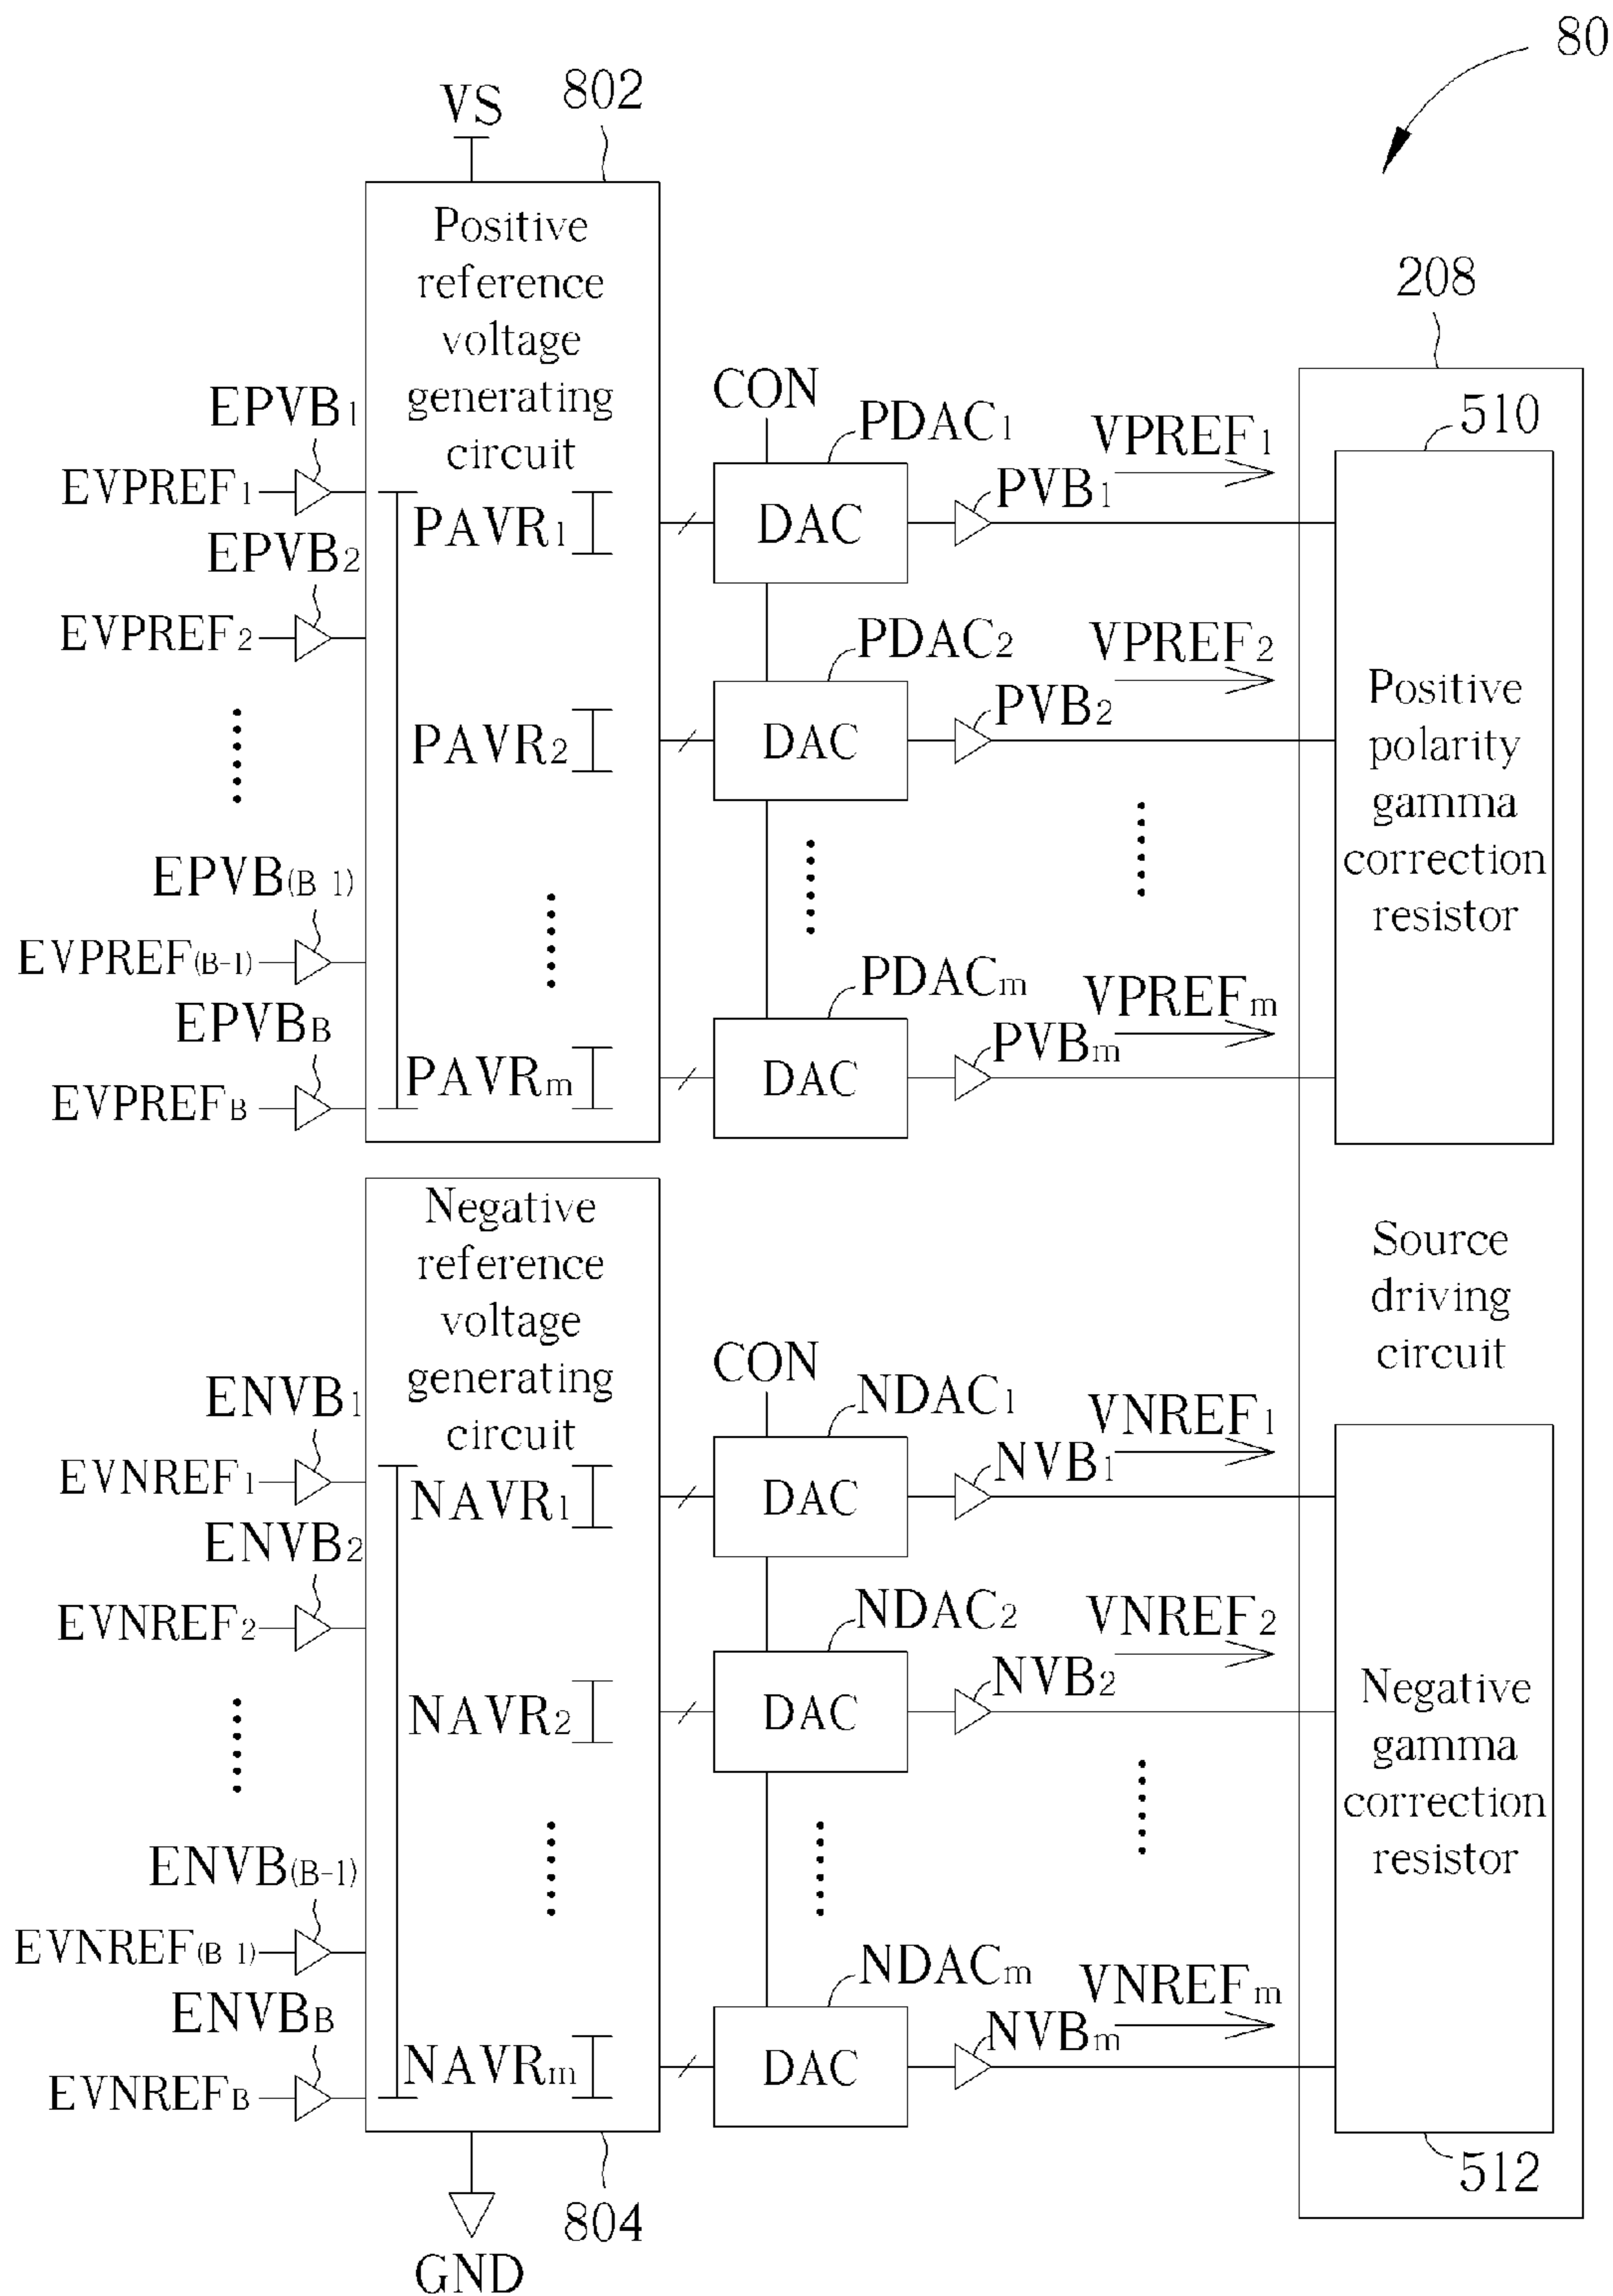 80
VS
802
Positive
reference
voltage
generating
circuit
208
510
EPVB1
EVPREF1
EPVB2
EVPREF2
EPVB(B 1)
EVPREF(B-1)
EPVBB
EVPREFB
PAVR1
PAVR2
PAVRm
CON
PDAC1
DAC
PVB1
VPREF1
PDAC2
DAC
PVB2
VPREF2
PDACm
DAC
PVBm
VPREFm
Positive
polarity
gamma
correction
resistor
Negative
reference
voltage
generating
circuit
Source
driving
circuit
ENVB1
EVNREF1
ENVB2
EVNREF2
ENVB(B-1)
EVNREF(B 1)
ENVBB
EVNREFB
NAVR1
NAVR2
NAVRm
CON
NDAC1
DAC
NVB1
VNREF1
NDAC2
DAC
NVB2
VNREF2
NDACm
DAC
NVBm
VNREFm
Negative
gamma
correction
resistor
512
804
GND